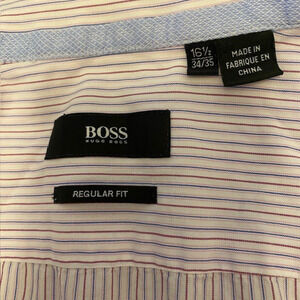 16½
34/35
MADE IN
FABRIQUE EN
CHINA
BOSS
HUGO BOSS
REGULAR FIT